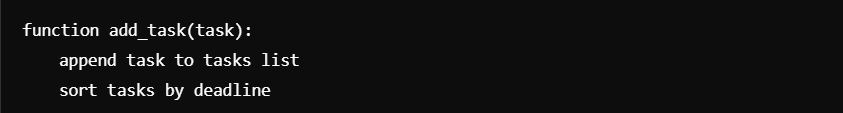 function add_task(task):
    append task to tasks list
    sort tasks by deadline